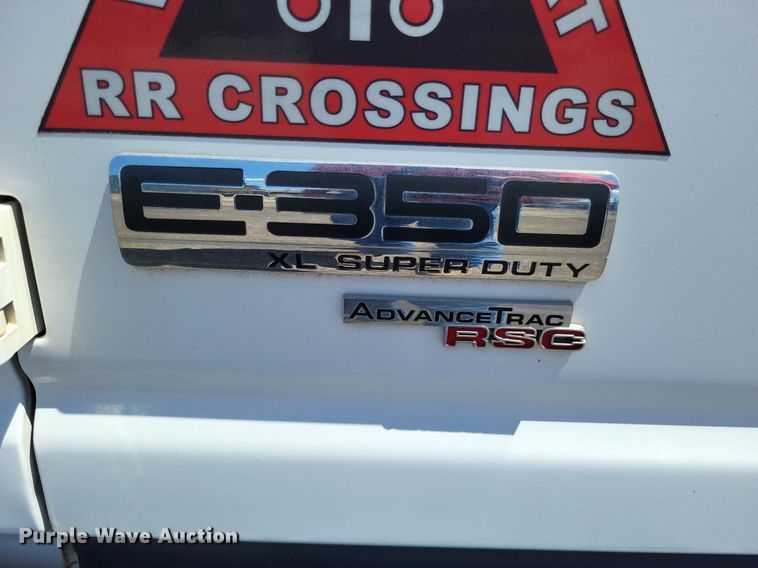 RR CROSSINGS
E-350
XL SUPER DUTY
ADVANCETRAC
RSC
Purple Wave Auction